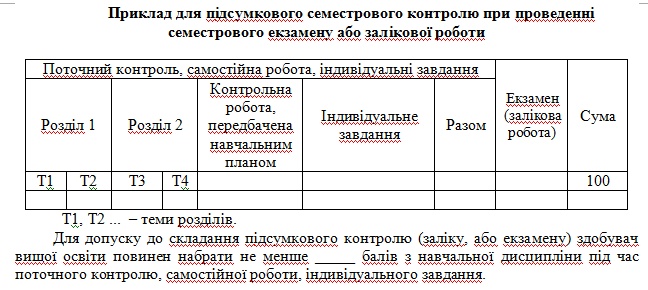 Приклад для підсумкового семестрового контролю при проведенні
семестрового екзамену або залікової роботи
Поточний контроль, самостійна робота, індивідуальні завдання
Екзамен
(залікова
робота)
Сума
Розділ 1
Розділ 2
Контрольна
робота,
передбачена
навчальним
планом
Індивідуальне
завдання
Разом
Т1 Т2 Т3 Т4 100
Т1, Т2 ... – теми розділів.
Для допуску до складання підсумкового контролю (заліку, або екзамену) здобувач
вищої освіти повинен набрати не менше _____ балів з навчальної дисципліни під час
поточного контролю, самостійної роботи, індивідуального завдання.